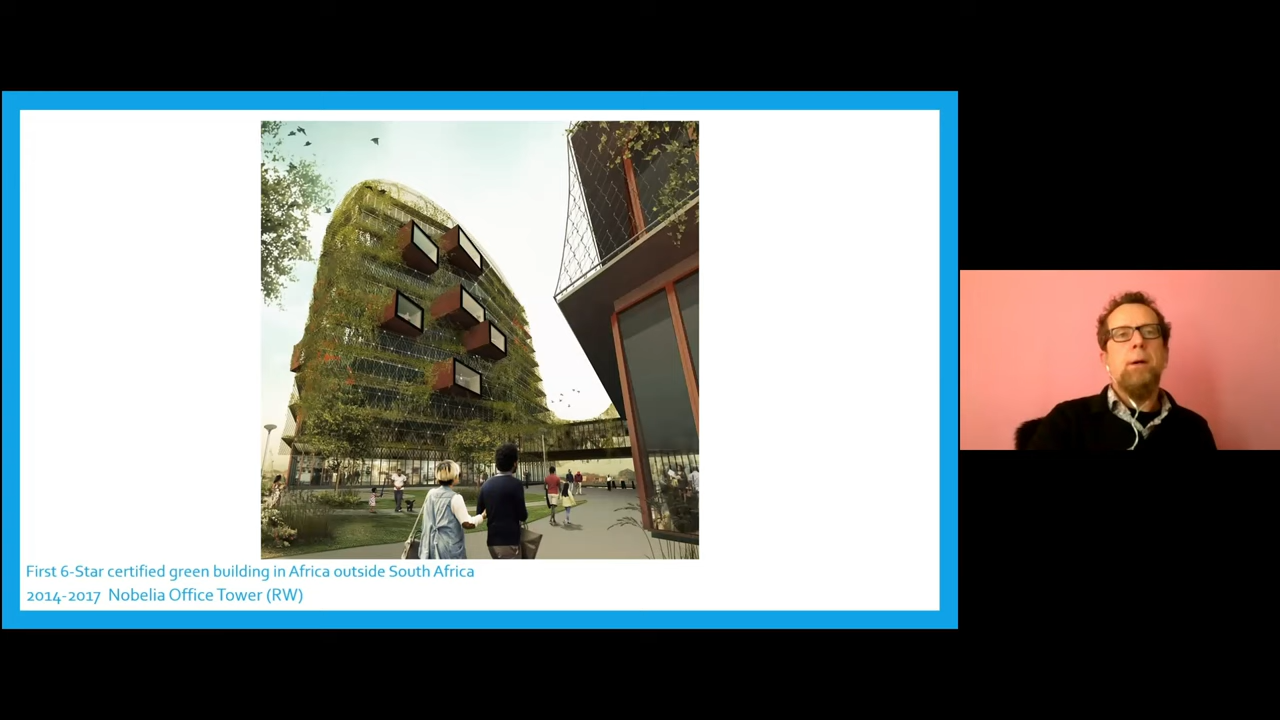 First 6-Star certified green building in Africa outside South Africa
2014-2017 Nobelia Office Tower (RW)